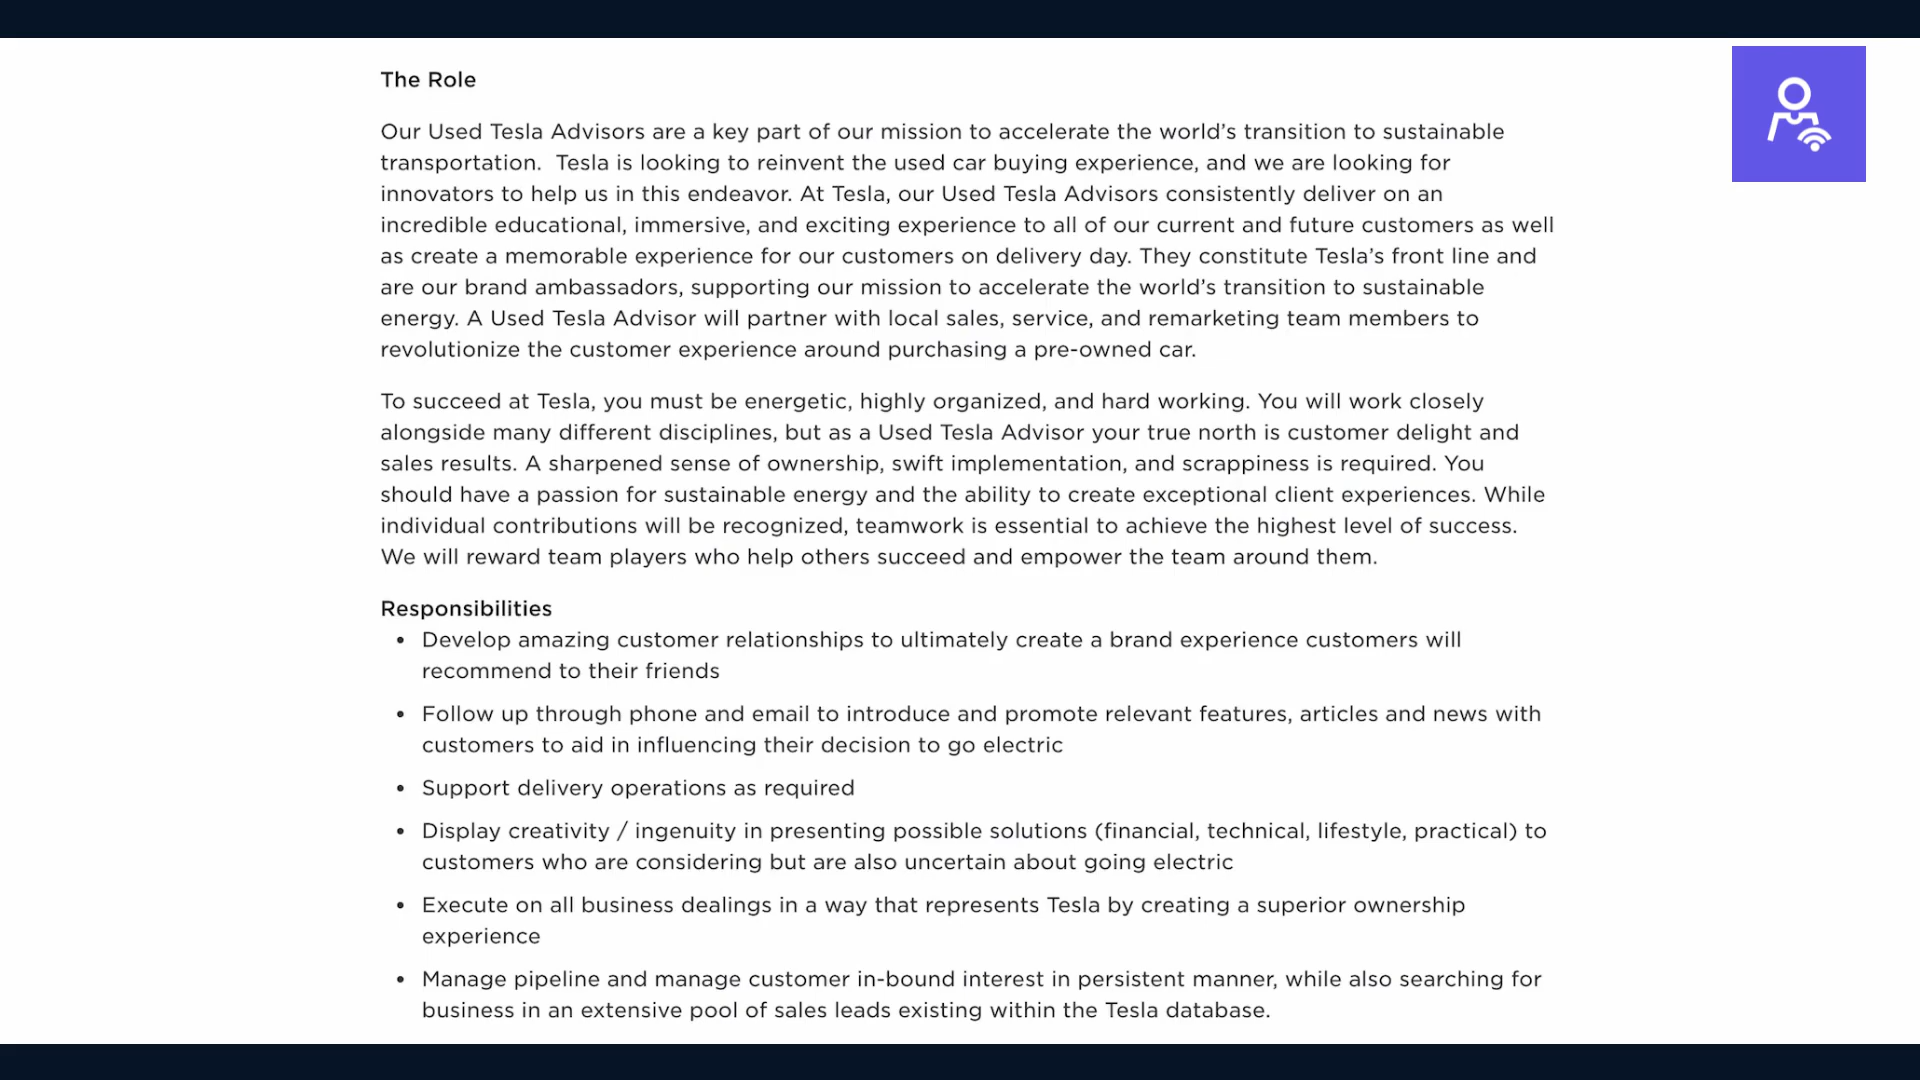 The Role
Our Used Tesla Advisors are a key part of our mission to accelerate the world’s transition to sustainable
transportation.  Tesla is looking to reinvent the used car buying experience, and we are looking for
innovators to help us in this endeavor. At Tesla, our Used Tesla Advisors consistently deliver on an
incredible educational, immersive, and exciting experience to all of our current and future customers as well
as create a memorable experience for our customers on delivery day. They constitute Tesla’s front line and
are our brand ambassadors, supporting our mission to accelerate the world’s transition to sustainable
energy. A Used Tesla Advisor will partner with local sales, service, and remarketing team members to
revolutionize the customer experience around purchasing a pre-owned car.
To succeed at Tesla, you must be energetic, highly organized, and hard working. You will work closely
alongside many different disciplines, but as a Used Tesla Advisor your true north is customer delight and
sales results. A sharpened sense of ownership, swift implementation, and scrappiness is required. You
should have a passion for sustainable energy and the ability to create exceptional client experiences. While
individual contributions will be recognized, teamwork is essential to achieve the highest level of success.
We will reward team players who help others succeed and empower the team around them.
Responsibilities
• Develop amazing customer relationships to ultimately create a brand experience customers will
recommend to their friends
• Follow up through phone and email to introduce and promote relevant features, articles and news with
customers to aid in influencing their decision to go electric
• Support delivery operations as required
• Display creativity / ingenuity in presenting possible solutions (financial, technical, lifestyle, practical) to
customers who are considering but are also uncertain about going electric
• Execute on all business dealings in a way that represents Tesla by creating a superior ownership
experience
• Manage pipeline and manage customer in-bound interest in persistent manner, while also searching for
business in an extensive pool of sales leads existing within the Tesla database.